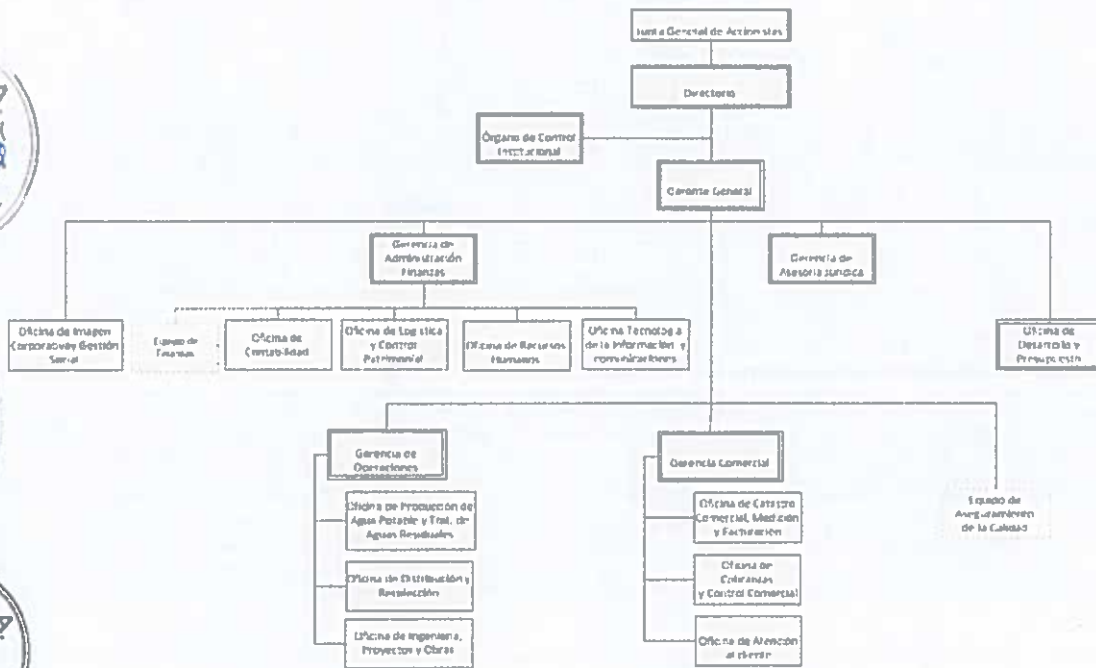 Junta General de Accionistas
Directorio
Órgano de Control
Institucional
Gerente General
Gerencia de
Administración
Finanzas
Gerencia de
Asesoría Jurídica
Oficina de Imagen
Corporativa y Gestión
Social
Equipo de
Finanzas
Oficina de
Contabilidad
Oficina de Logística
y Control
Patrimonial
Oficina de Recursos
Humanos
Oficina Tecnología
de la Información y
comunicaciones
Oficina de
Desarrollo y
Presupuesto
Gerencia de
Operaciones
Gerencia Comercial
Equipo de
Aseguramiento
de la Calidad
Oficina de Producción de
Agua Potable y Trat. de
Aguas Residuales
Oficina de Distribución y
Recolección
Oficina de Ingeniería,
Proyectos y Obras
Oficina de Catastro
Comercial, Medición
y Facturación
Oficina de
Cobranzas
y Control Comercial
Oficina de Atención
al cliente